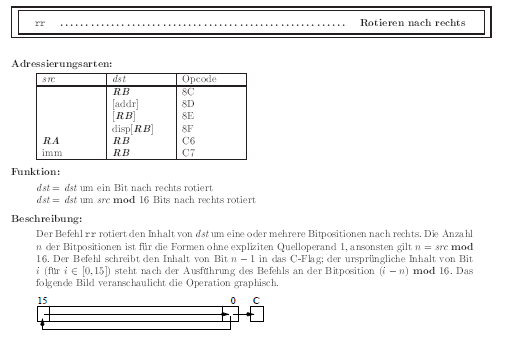 rr ........................................................ Rotieren nach rechts
Adressierungsarten:
src dst Opcode
RB 8C
[addr] 8D
[RB] 8E
disp[RB] 8F
RA RB C6
imm RB C7
Funktion:
dst = dst um ein Bit nach rechts rotiert
dst = dst um src mod 16 Bits nach rechts rotiert
Beschreibung:
Der Befehl rr rotiert den Inhalt von dst um eine oder mehrere Bitpositionen nach rechts. Die Anzahl
n der Bitpositionen ist für die Formen ohne expliziten Quelloperand 1, ansonsten gilt n = src mod
16. Der Befehl schreibt den Inhalt von Bit n − 1 in das C-Flag; der ursprüngliche Inhalt von Bit
i (für i ∈ [0,15]) steht nach der Ausführung des Befehls an der Bitposition (i − n) mod 16. Das
folgende Bild veranschaulicht die Operation graphisch.
15 0 C